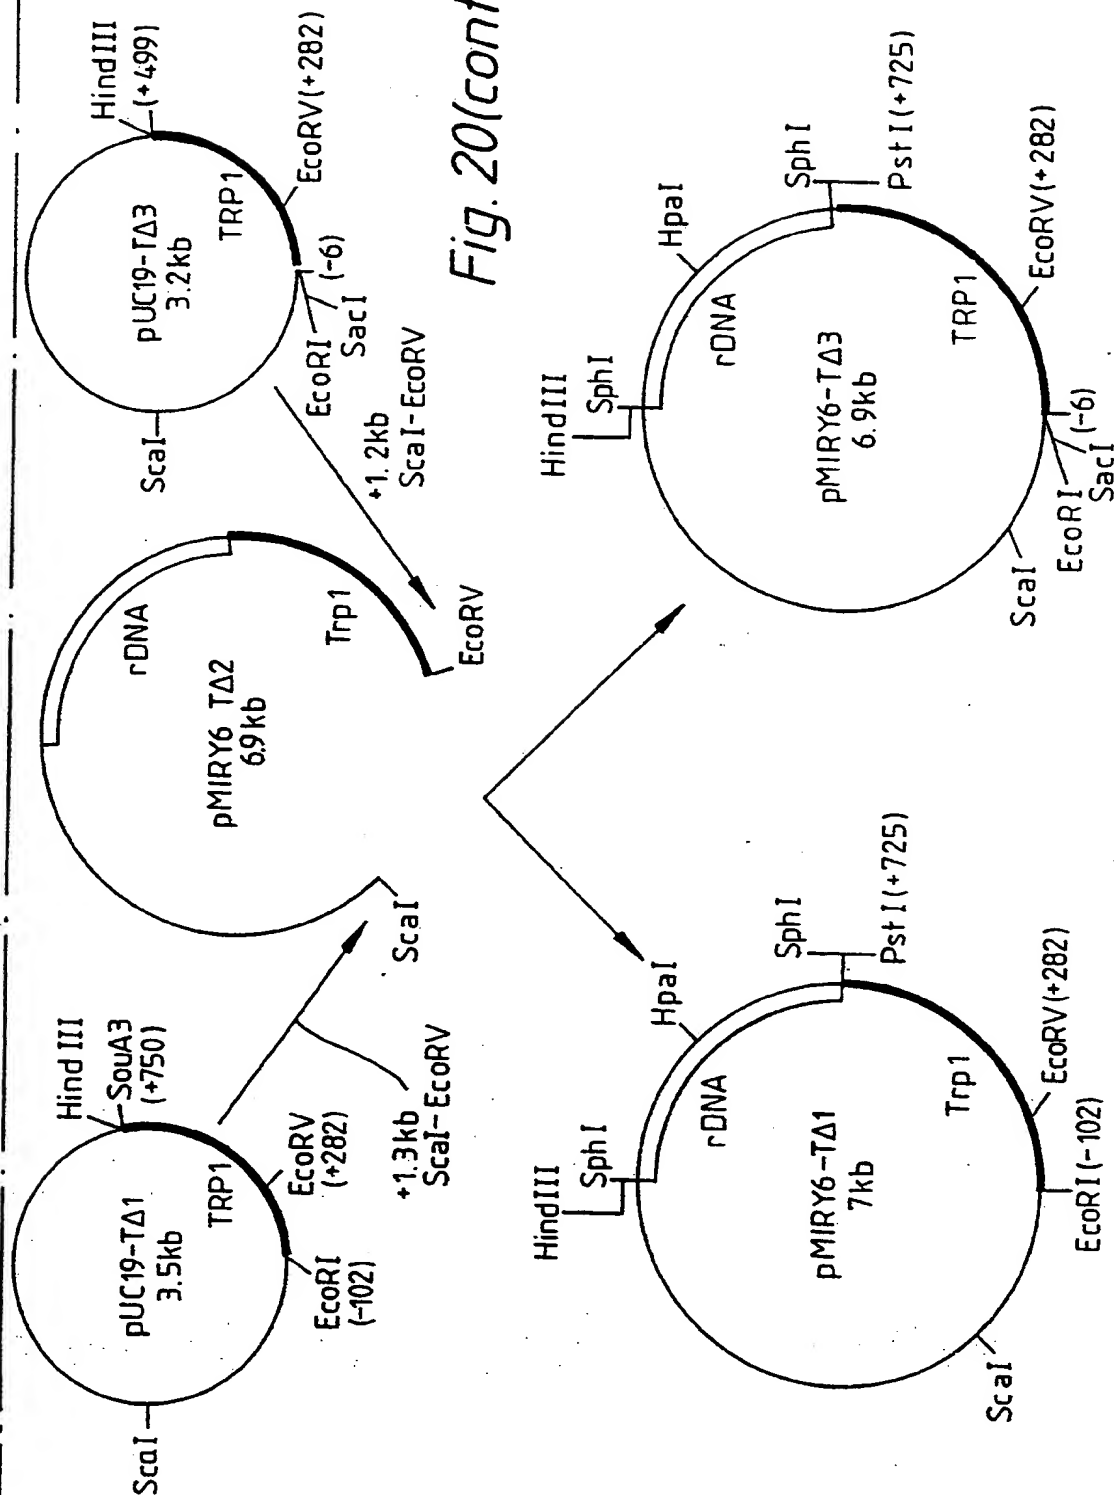 Fig. 20(cont
ScaI
pUC19-TΔ1
3.5kb
Hind III
SouA3
(+750)
TRP1
EcoRV
(+282)
EcoRI
(-102)
+1.3kb
ScaI-EcoRV
rDNA
pMIRY6 TΔ2
6.9kb
Trp1
ScaI
EcoRV
ScaI
pUC19-TΔ3
3.2kb
HindIII
(+499)
TRP1
EcoRV(+282)
(-6)
EcoRI
SacI
+1.2kb
ScaI-EcoRV
HindIII
SphI
rDNA
HpaI
SphI
PstI(+725)
pMIRY6-TΔ1
7kb
Trp1
EcoRV(+282)
EcoRI(-102)
ScaI
HindIII
SphI
rDNA
HpaI
SphI
PstI(+725)
pMIRY6-TΔ3
6.9kb
TRP1
EcoRV(+282)
(-6)
SacI
EcoRI
ScaI